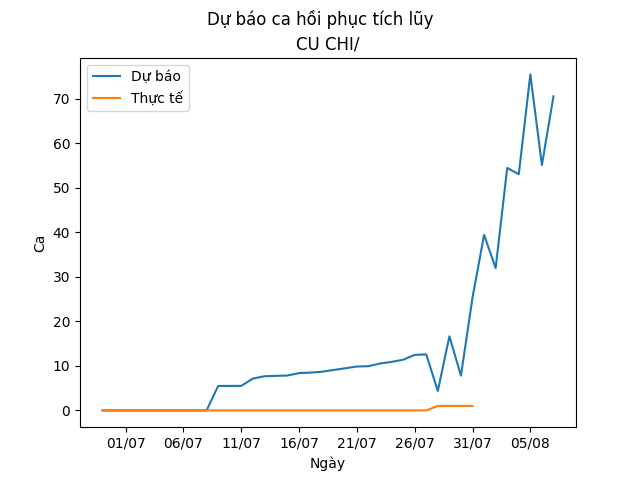 Dự báo ca hồi phục tích lũy
CU CHI/
Dự báo
Thực tế
Ca
70
60
50
40
30
20
10
0
01/07 06/07 11/07 16/07 21/07 26/07 31/07 05/08
Ngày